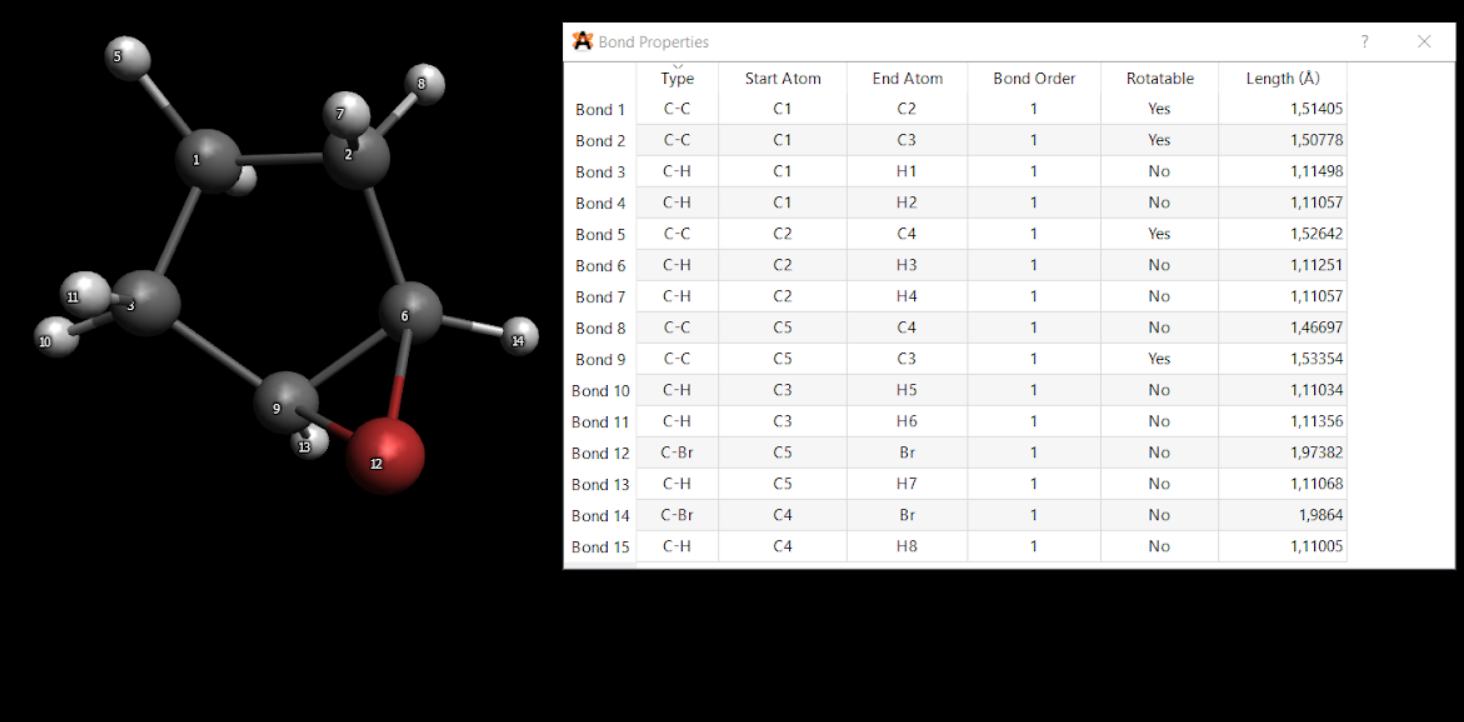 Bond Properties
? ×
Type Start Atom End Atom Bond Order Rotatable Length (Å)
Bond 1 C-C C1 C2 1 Yes 1,51405
Bond 2 C-C C1 C3 1 Yes 1,50778
Bond 3 C-H C1 H1 1 No 1,11498
Bond 4 C-H C1 H2 1 No 1,11057
Bond 5 C-C C2 C4 1 Yes 1,52642
Bond 6 C-H C2 H3 1 No 1,11251
Bond 7 C-H C2 H4 1 No 1,11057
Bond 8 C-C C5 C4 1 No 1,46697
Bond 9 C-C C5 C3 1 Yes 1,53354
Bond 10 C-H C3 H5 1 No 1,11034
Bond 11 C-H C3 H6 1 No 1,11356
Bond 12 C-Br C5 Br 1 No 1,97382
Bond 13 C-H C5 H7 1 No 1,11068
Bond 14 C-Br C4 Br 1 No 1,9864
Bond 15 C-H C4 H8 1 No 1,11005
5
8
7
1
2
11
3
10
6
14
9
13
12